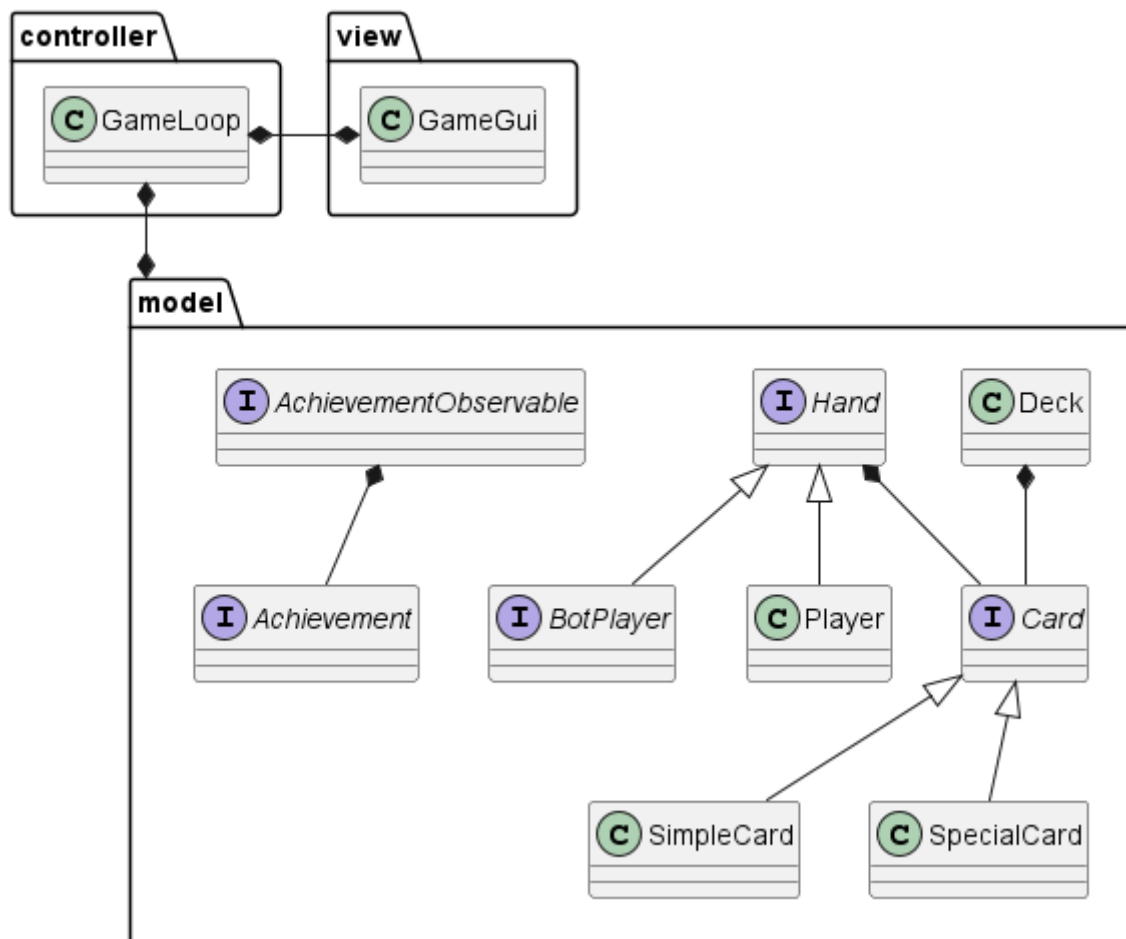 controller
view
C GameLoop
C GameGui
model
I AchievementObservable
I Hand
C Deck
I Achievement
I BotPlayer
C Player
I Card
C SimpleCard
C SpecialCard